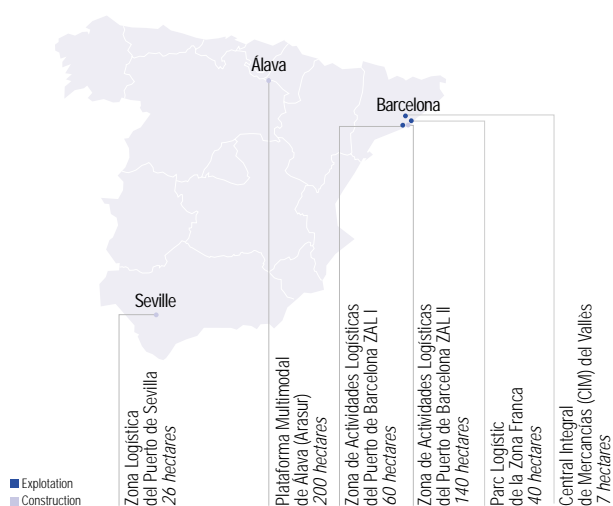 Álava
Barcelona
Seville
Zona Logística
del Puerto de Sevilla
26 hectares
Plataforma Multimodal
de Álava (Arasur)
200 hectares
Zona de Actividades Logísticas
del Puerto de Barcelona ZAL I
60 hectares
Zona de Actividades Logísticas
del Puerto de Barcelona ZAL II
140 hectares
Parc Logístic
de la Zona Franca
40 hectares
Central Integral
de Mercancías (CIM) del Vallès
7 hectares
Explotation
Construction